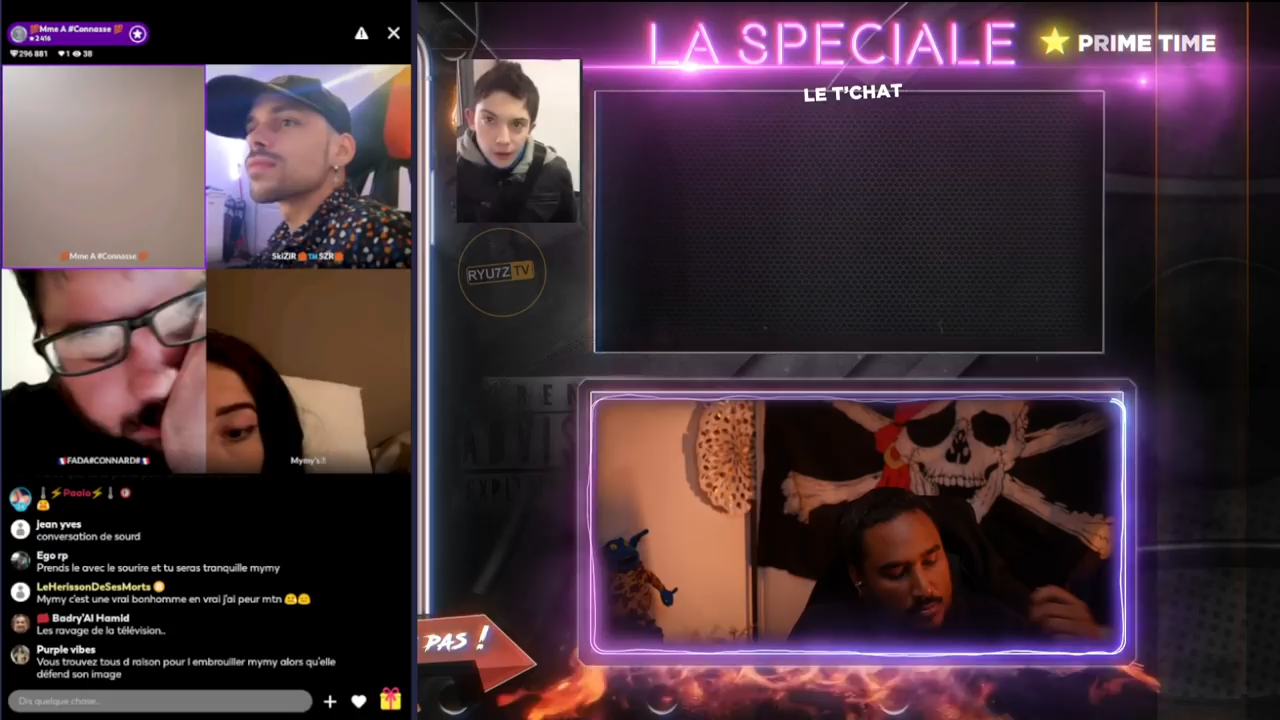 💯Mme A #Connasse 💯
★2 416
296 881 ♥1 38
Mme A #Connasse
SkiZIR TM SZR
🇫🇷FADA#CONNARD#🇫🇷
Mymy's
⚡Paola⚡
jean yves
conversation de sourd
Ego rp
Prends le avec le sourire et tu seras tranquille mymy
LeHerissonDeSesMorts
Mymy c'est une vrai bonhomme en vrai j'ai peur mtn
Badry'Al Hamid
Les ravage de la télévision..
Purple vibes
Vous trouvez tous d raison pour l embrouiller mymy alors qu'elle
défend son image
Dis quelque chose..
LA SPECIALE
PRIME TIME
LE T'CHAT
RYU7Z TV
PAS !